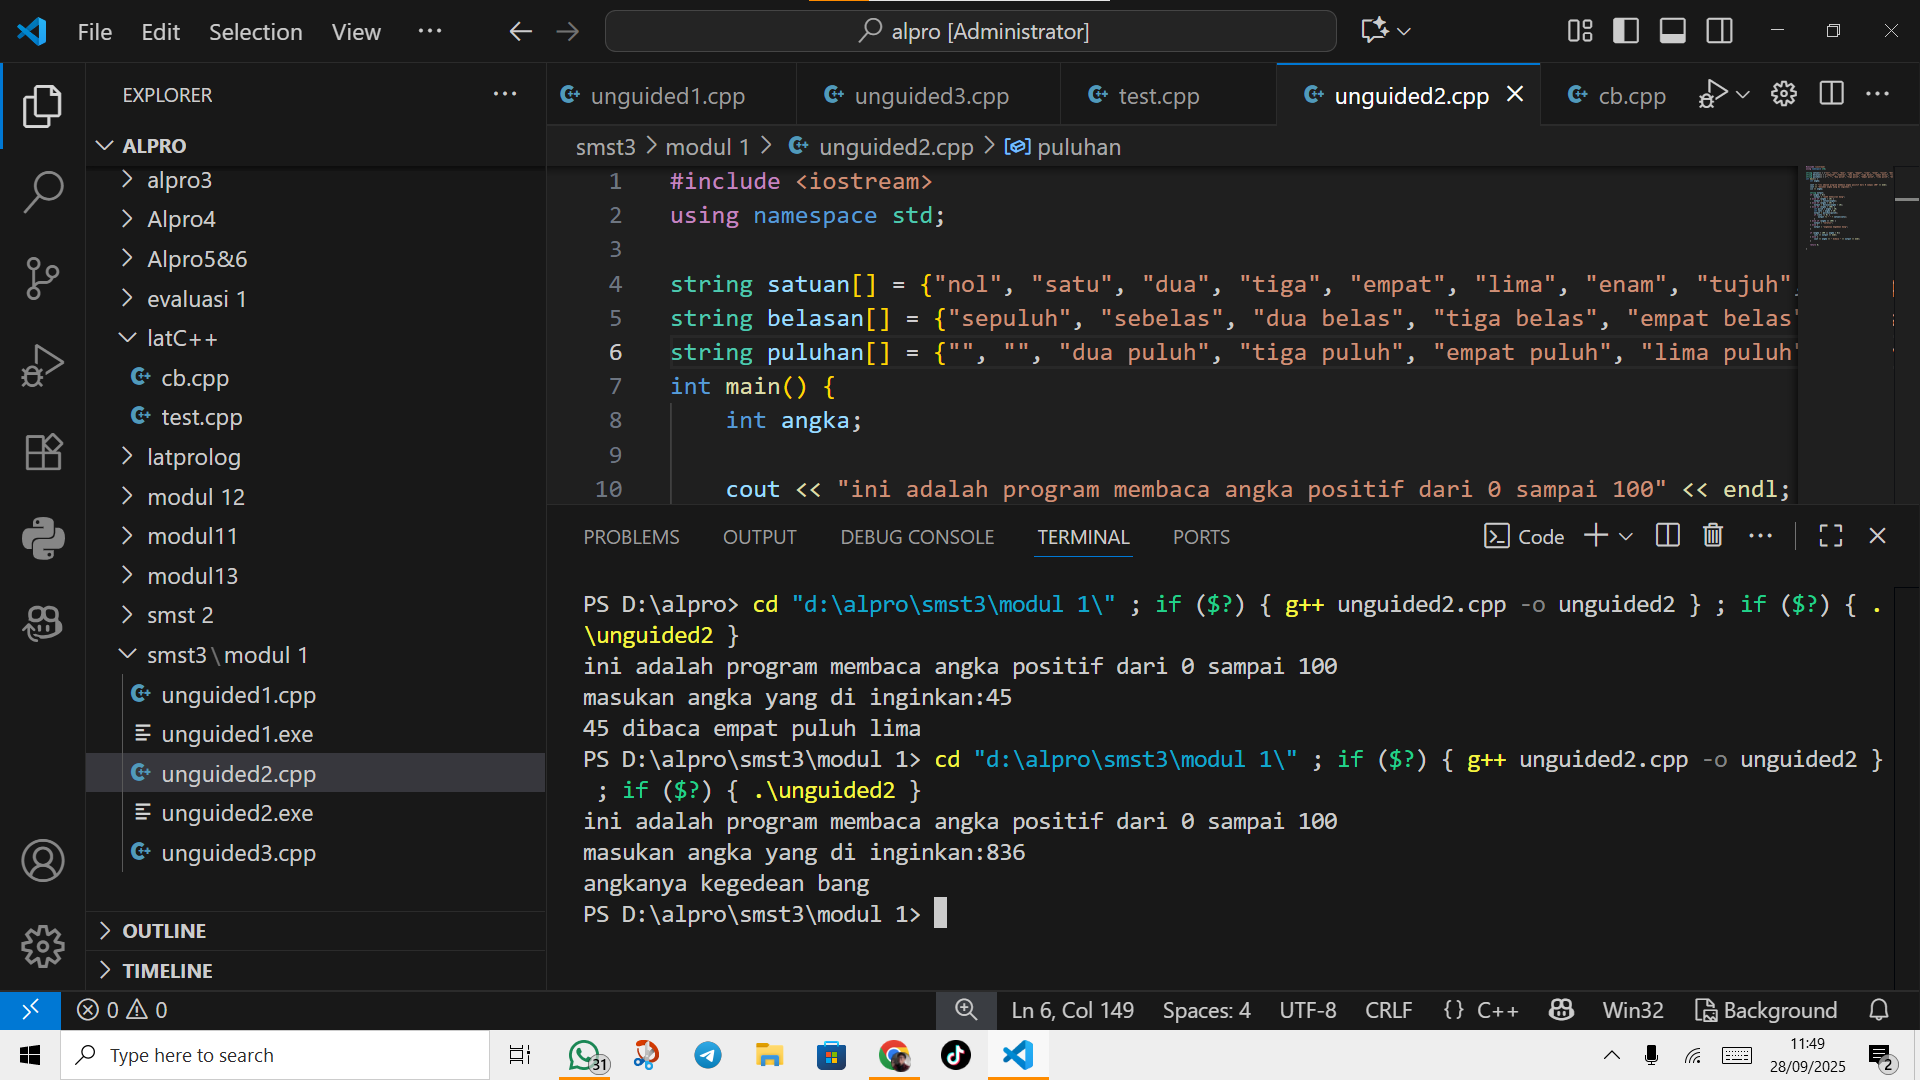 File Edit Selection View ··· alpro [Administrator]
EXPLORER ···
ALPRO
alpro3
Alpro4
Alpro5&6
evaluasi 1
latC++
cb.cpp
test.cpp
latprolog
modul 12
modul11
modul13
smst 2
smst3\modul 1
unguided1.cpp
unguided1.exe
unguided2.cpp
unguided2.exe
unguided3.cpp
OUTLINE
TIMELINE
unguided1.cpp unguided3.cpp test.cpp unguided2.cpp cb.cpp
smst3 > modul 1 > unguided2.cpp > puluhan
1 #include <iostream>
2 using namespace std;
3
4 string satuan[] = {"nol", "satu", "dua", "tiga", "empat", "lima", "enam", "tujuh",
5 string belasan[] = {"sepuluh", "sebelas", "dua belas", "tiga belas", "empat belas"
6 string puluhan[] = {"", "", "dua puluh", "tiga puluh", "empat puluh", "lima puluh"
7 int main() {
8 int angka;
9
10 cout << "ini adalah program membaca angka positif dari 0 sampai 100" << endl;
PROBLEMS OUTPUT DEBUG CONSOLE TERMINAL PORTS Code
PS D:\alpro> cd "d:\alpro\smst3\modul 1\" ; if ($?) { g++ unguided2.cpp -o unguided2 } ; if ($?) { .
\unguided2 }
ini adalah program membaca angka positif dari 0 sampai 100
masukan angka yang di inginkan:45
45 dibaca empat puluh lima
PS D:\alpro\smst3\modul 1> cd "d:\alpro\smst3\modul 1\" ; if ($?) { g++ unguided2.cpp -o unguided2 }
; if ($?) { .\unguided2 }
ini adalah program membaca angka positif dari 0 sampai 100
masukan angka yang di inginkan:836
angkanya kegedean bang
PS D:\alpro\smst3\modul 1>
0 0 Ln 6, Col 149 Spaces: 4 UTF-8 CRLF {} C++ Win32 Background
Type here to search 31 11:49
28/09/2025 2